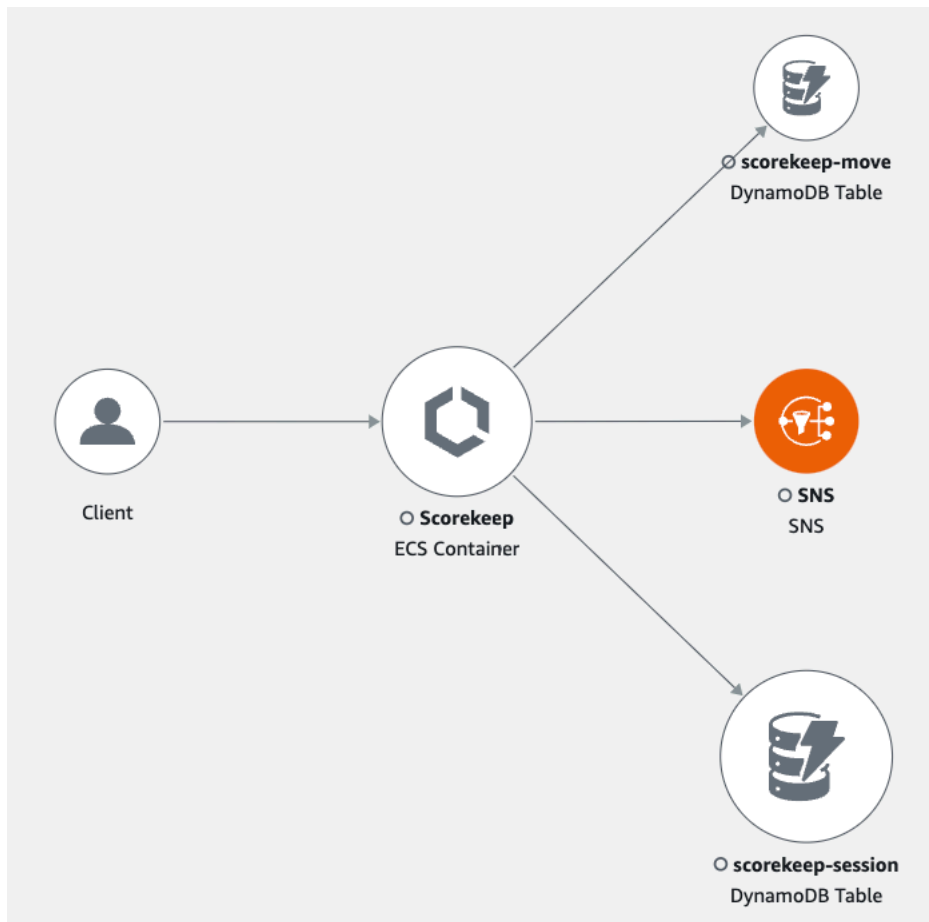 scorekeep-move
DynamoDB Table
Client
Scorekeep
ECS Container
SNS
SNS
scorekeep-session
DynamoDB Table